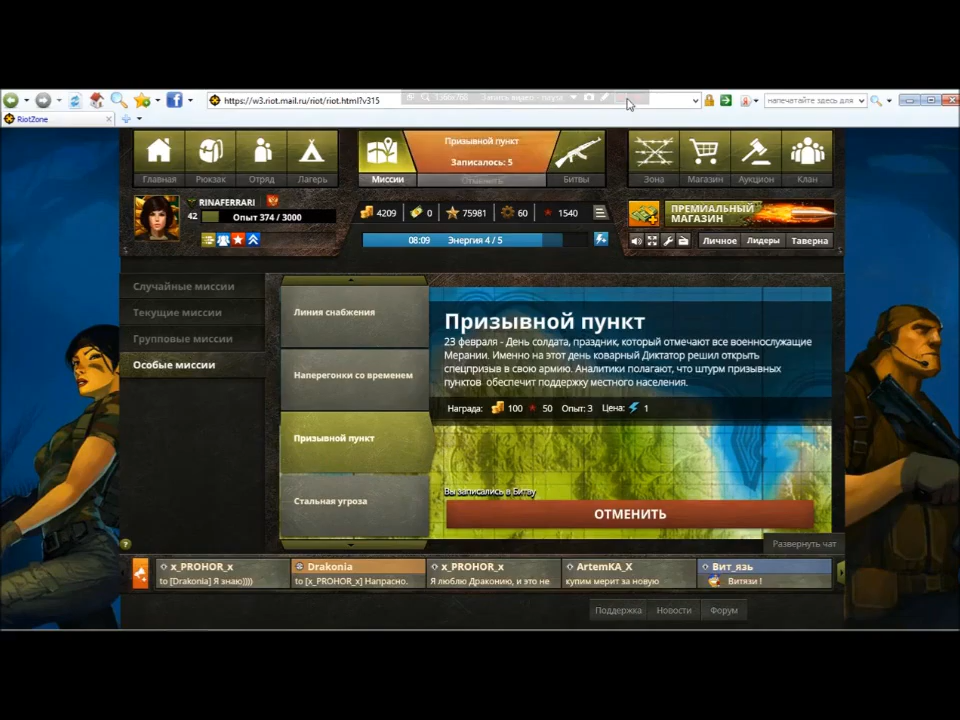 https://w3.riot.mail.ru/riot/riot.html?v315
напечатайте здесь для
RiotZone
Главная
Рюкзак
Отряд
Лагерь
Миссии
Призывной пункт
Записалось: 5
Отменить
Битвы
Зона
Магазин
Аукцион
Клан
RINAFERRARI
42
Опыт 374 / 3000
4209
0
75981
60
1540
ПРЕМИАЛЬНЫЙ
МАГАЗИН
08:09
Энергия 4 / 5
Личное
Лидеры
Таверна
Случайные миссии
Текущие миссии
Групповые миссии
Особые миссии
Линия снабжения
Наперегонки со временем
Призывной пункт
Стальная угроза
Призывной пункт
23 февраля - День солдата, праздник, который отмечают все военнослужащие
Мерании. Именно на этот день коварный Диктатор решил открыть
спецпризыв в свою армию. Аналитики полагают, что штурм призывных
пунктов обеспечит поддержку местного населения.
Награда: 100 50 Опыт: 3 Цена: 1
Вы записались в Битву
ОТМЕНИТЬ
Развернуть чат
x_PROHOR_x
to [Drakonia] Я знаю))))
Drakonia
to [x_PROHOR_x] Напрасно.
x_PROHOR_x
Я люблю Драконию, и это не
ArtemKA_X
купим мерит за новую
Вит_язь
Витязи !
Поддержка
Новости
Форум